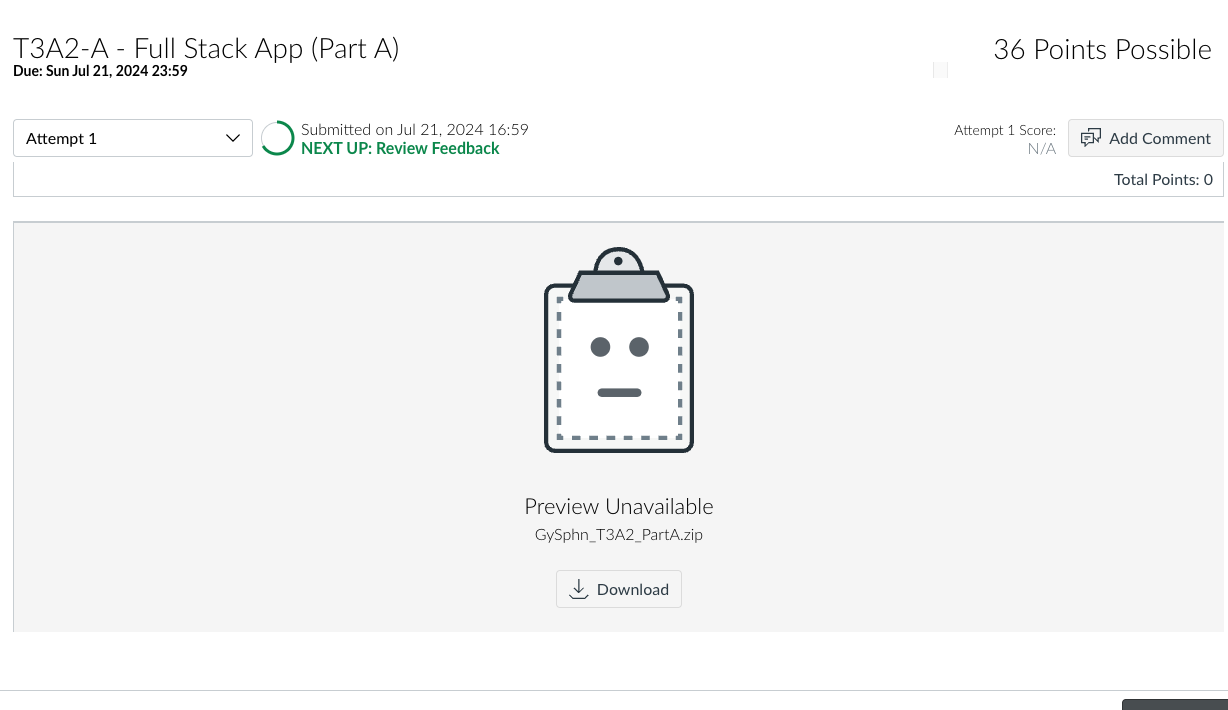 T3A2-A - Full Stack App (Part A)
36 Points Possible
Due: Sun Jul 21, 2024 23:59
Attempt 1
Submitted on Jul 21, 2024 16:59
NEXT UP: Review Feedback
Attempt 1 Score:
N/A
Add Comment
Total Points: 0
Preview Unavailable
GySphn_T3A2_PartA.zip
Download